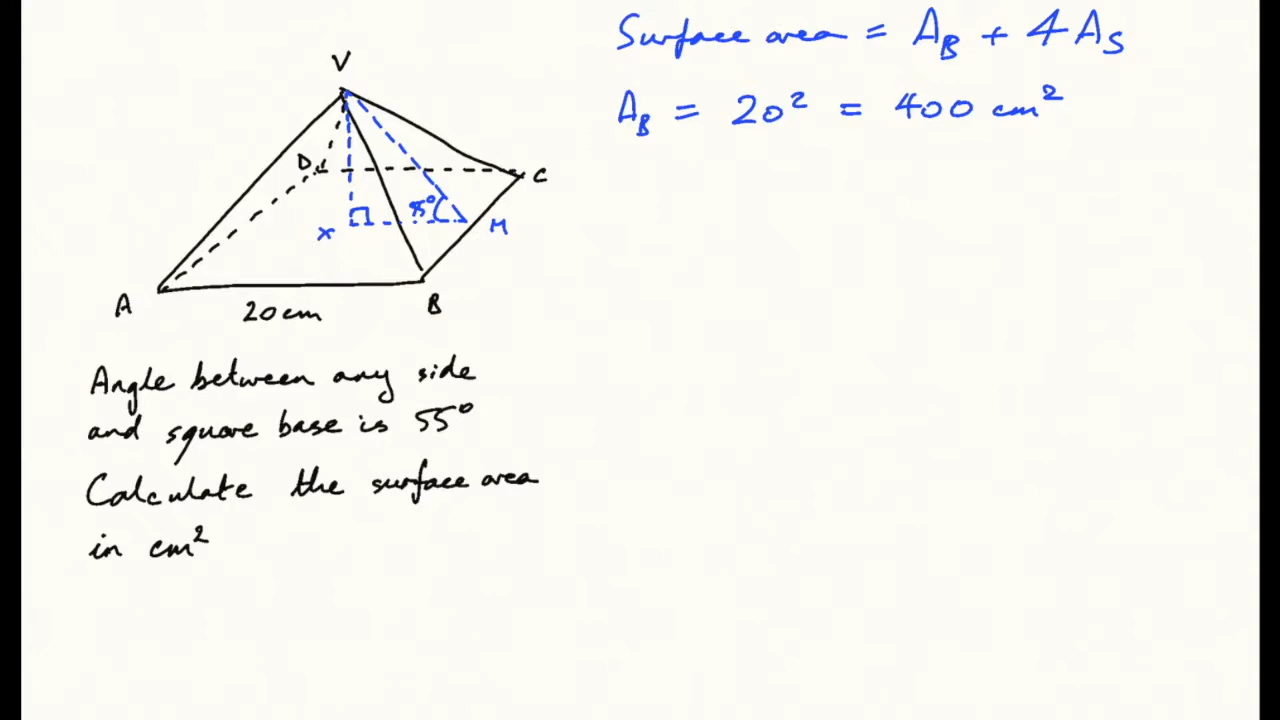 Surface area = A_B + 4A_S
A_B = 20² = 400 cm²
V
D
C
55°
X
M
A
B
20cm
Angle between any side
and square base is 55°
Calculate the surface area
in cm²